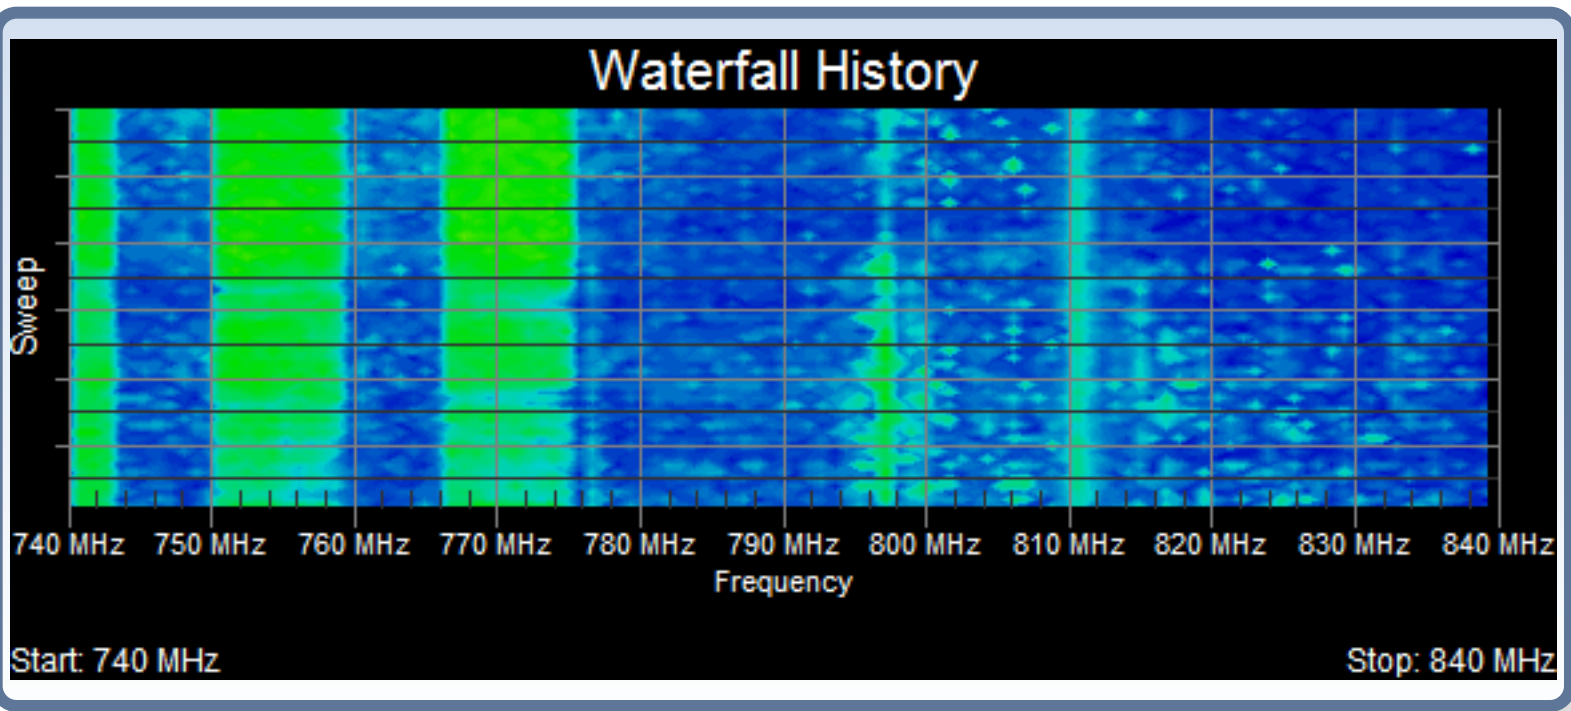 Waterfall History
Sweep
740 MHz 750 MHz 760 MHz 770 MHz 780 MHz 790 MHz 800 MHz 810 MHz 820 MHz 830 MHz 840 MHz
Frequency
Start: 740 MHz Stop: 840 MHz